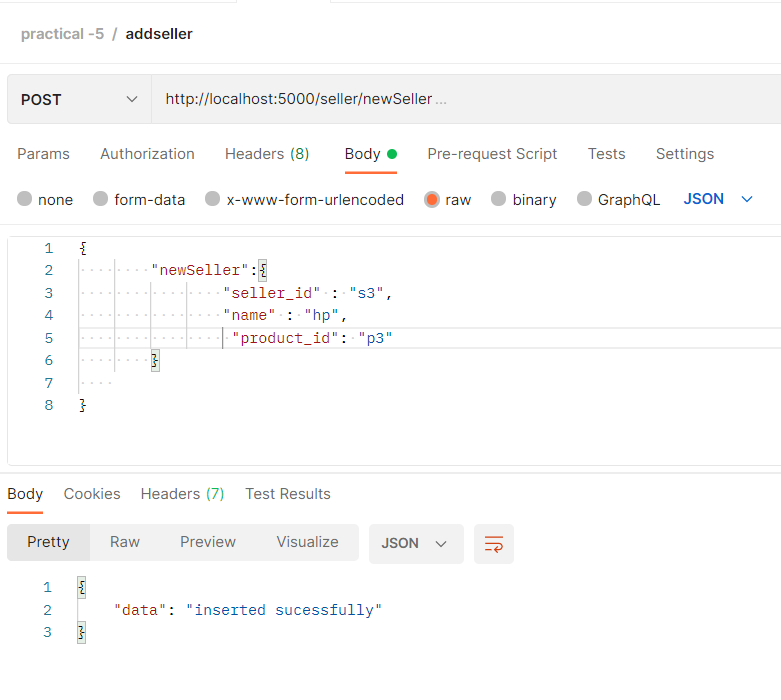 practical -5 / addseller
POST http://localhost:5000/seller/newSeller ...
Params Authorization Headers (8) Body Pre-request Script Tests Settings
none form-data x-www-form-urlencoded raw binary GraphQL JSON
1 {
2 "newSeller":{
3 "seller_id" : "s3",
4 "name" : "hp",
5 "product_id": "p3"
6 }
7
8 }
Body Cookies Headers (7) Test Results
Pretty Raw Preview Visualize JSON
1 {
2 "data": "inserted sucessfully"
3 }